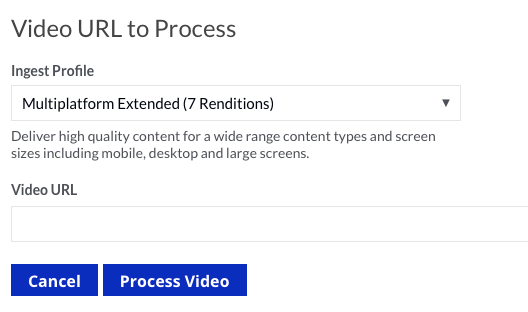 Video URL to Process
Ingest Profile
Multiplatform Extended (7 Renditions)
Deliver high quality content for a wide range content types and screen
sizes including mobile, desktop and large screens.
Video URL
Cancel Process Video